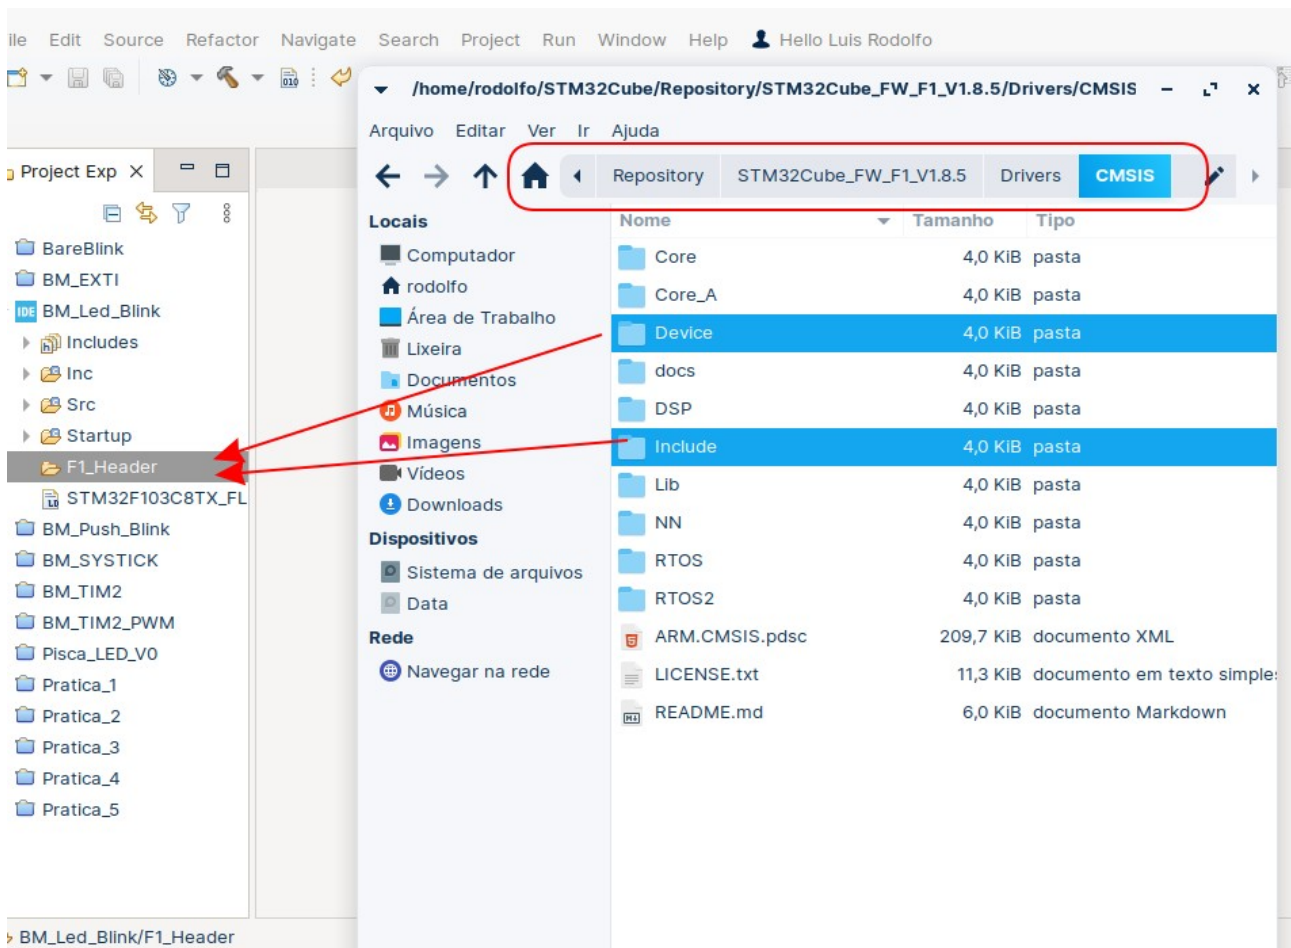 ile Edit Source Refactor Navigate Search Project Run Window Help Hello Luis Rodolfo
/home/rodolfo/STM32Cube/Repository/STM32Cube_FW_F1_V1.8.5/Drivers/CMSIS
Arquivo Editar Ver Ir Ajuda
Repository STM32Cube_FW_F1_V1.8.5 Drivers CMSIS
Project Exp
BareBlink
BM_EXTI
IDE BM_Led_Blink
Includes
Inc
Src
Startup
F1_Header
STM32F103C8TX_FL
BM_Push_Blink
BM_SYSTICK
BM_TIM2
BM_TIM2_PWM
Pisca_LED_V0
Pratica_1
Pratica_2
Pratica_3
Pratica_4
Pratica_5
BM_Led_Blink/F1_Header
Locais
Computador
rodolfo
Área de Trabalho
Lixeira
Documentos
Música
Imagens
Vídeos
Downloads
Dispositivos
Sistema de arquivos
Data
Rede
Navegar na rede
Nome Tamanho Tipo
Core 4,0 KiB pasta
Core_A 4,0 KiB pasta
Device 4,0 KiB pasta
docs 4,0 KiB pasta
DSP 4,0 KiB pasta
Include 4,0 KiB pasta
Lib 4,0 KiB pasta
NN 4,0 KiB pasta
RTOS 4,0 KiB pasta
RTOS2 4,0 KiB pasta
ARM.CMSIS.pdsc 209,7 KiB documento XML
LICENSE.txt 11,3 KiB documento em texto simples
README.md 6,0 KiB documento Markdown